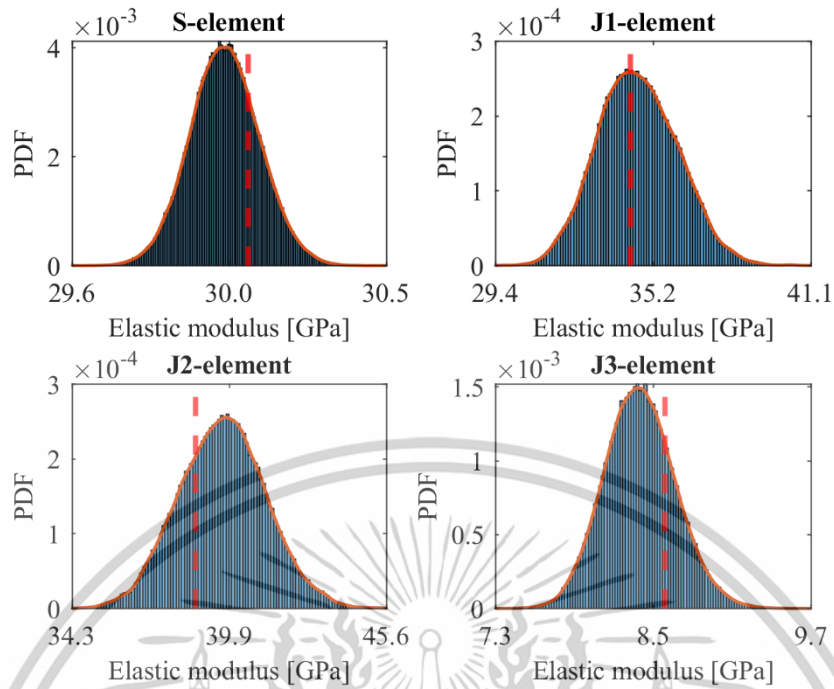 S-element
J1-element
×10⁻³
4
2
0
PDF
29.6 30.0 30.5
Elastic modulus [GPa]
×10⁻⁴
3
2
1
0
PDF
29.4 35.2 41.1
Elastic modulus [GPa]
J2-element
J3-element
×10⁻⁴
3
2
1
0
PDF
34.3 39.9 45.6
Elastic modulus [GPa]
×10⁻³
1.5
1
0.5
0
PDF
7.3 8.5 9.7
Elastic modulus [GPa]